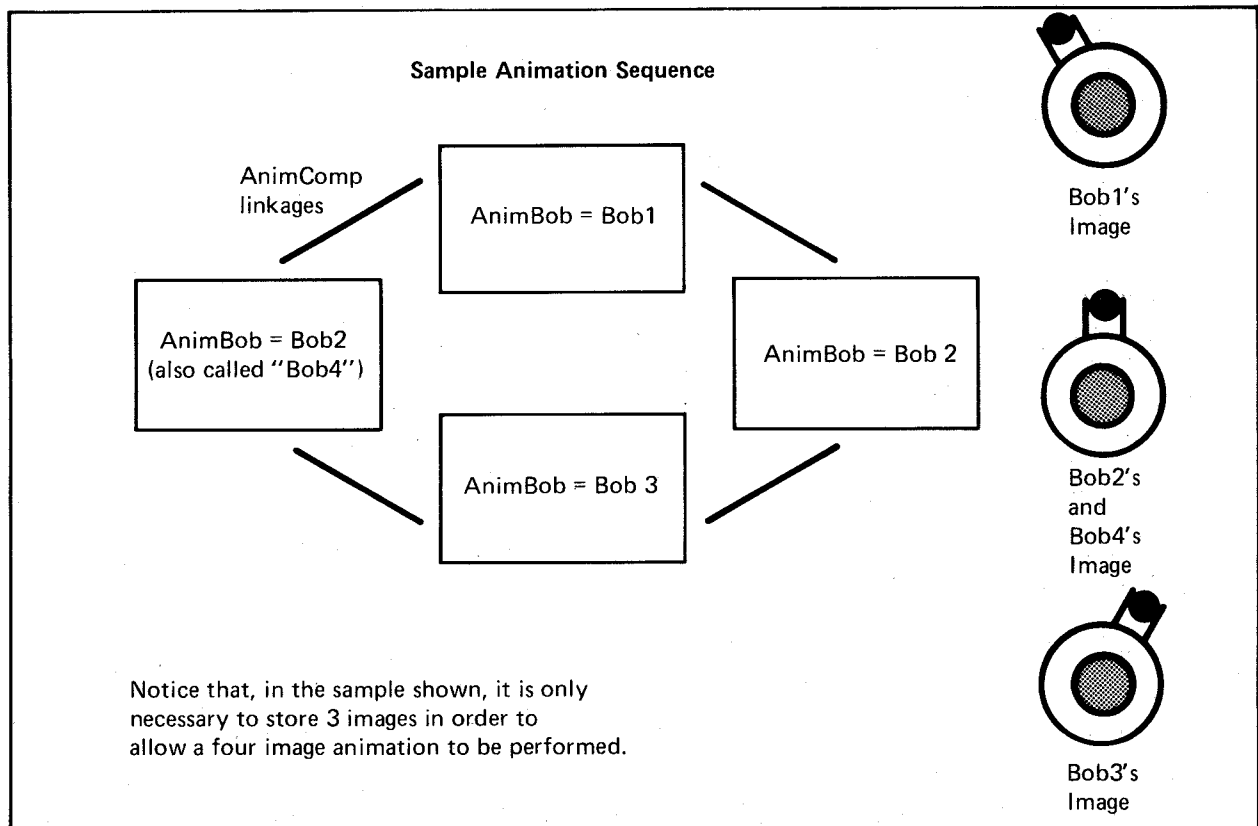 Sample Animation Sequence
AnimComp
linkages
AnimBob = Bob1
AnimBob = Bob2
(also called "Bob4")
AnimBob = Bob 2
AnimBob = Bob 3
Notice that, in the sample shown, it is only
necessary to store 3 images in order to
allow a four image animation to be performed.
Bob1's
Image
Bob2's
and
Bob4's
Image
Bob3's
Image